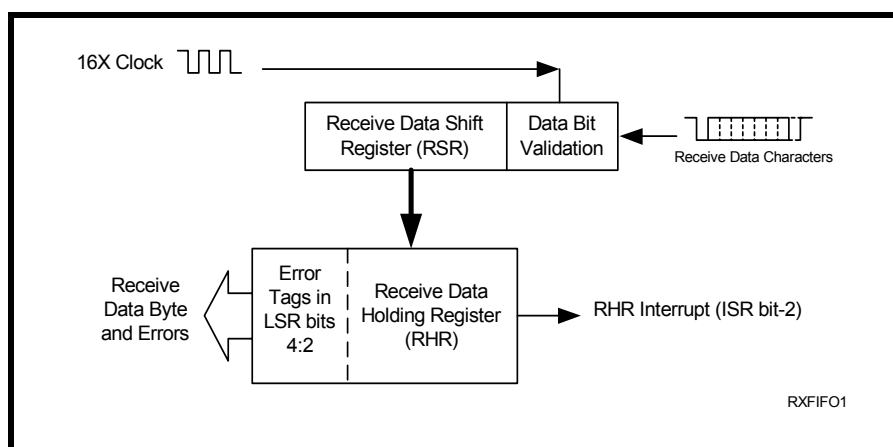 16X Clock
Receive Data Shift
Register (RSR)
Data Bit
Validation
Receive Data Characters
Receive
Data Byte
and Errors
Error
Tags in
LSR bits
4:2
Receive Data
Holding Register
(RHR)
RHR Interrupt (ISR bit-2)
RXFIFO1